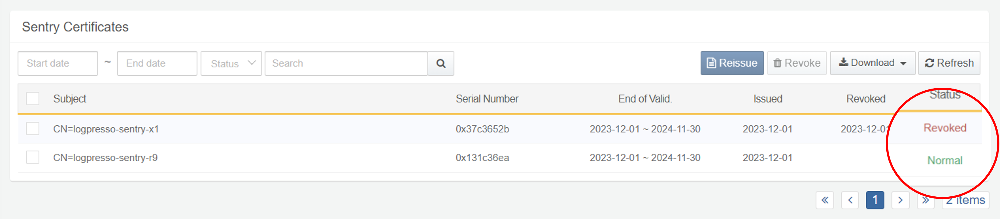 Sentry Certificates
Start date ~ End date Status Search Reissue Revoke Download Refresh
Subject Serial Number End of Valid. Issued Revoked Status
CN=logpresso-sentry-x1 0x37c3652b 2023-12-01 ~ 2024-11-30 2023-12-01 2023-12-01 Revoked
CN=logpresso-sentry-r9 0x131c36ea 2023-12-01 ~ 2024-11-30 2023-12-01 Normal
« ‹ 1 › » 2 items